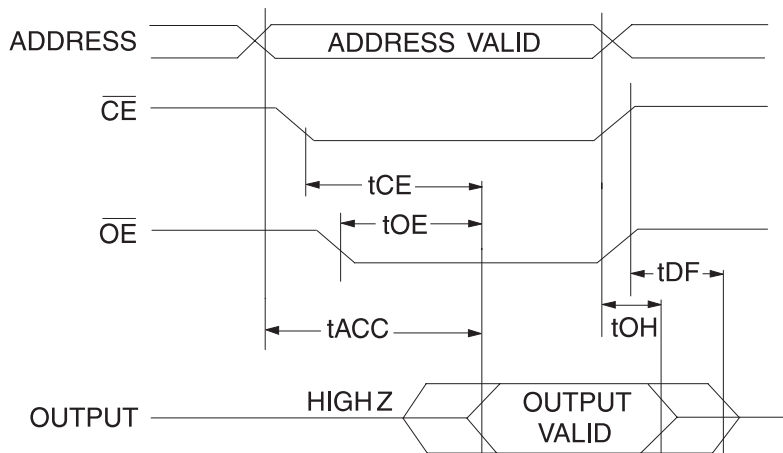 ADDRESS
ADDRESS VALID
CE
tCE
OE
tOE
tDF
tACC
tOH
OUTPUT
HIGH Z
OUTPUT
VALID